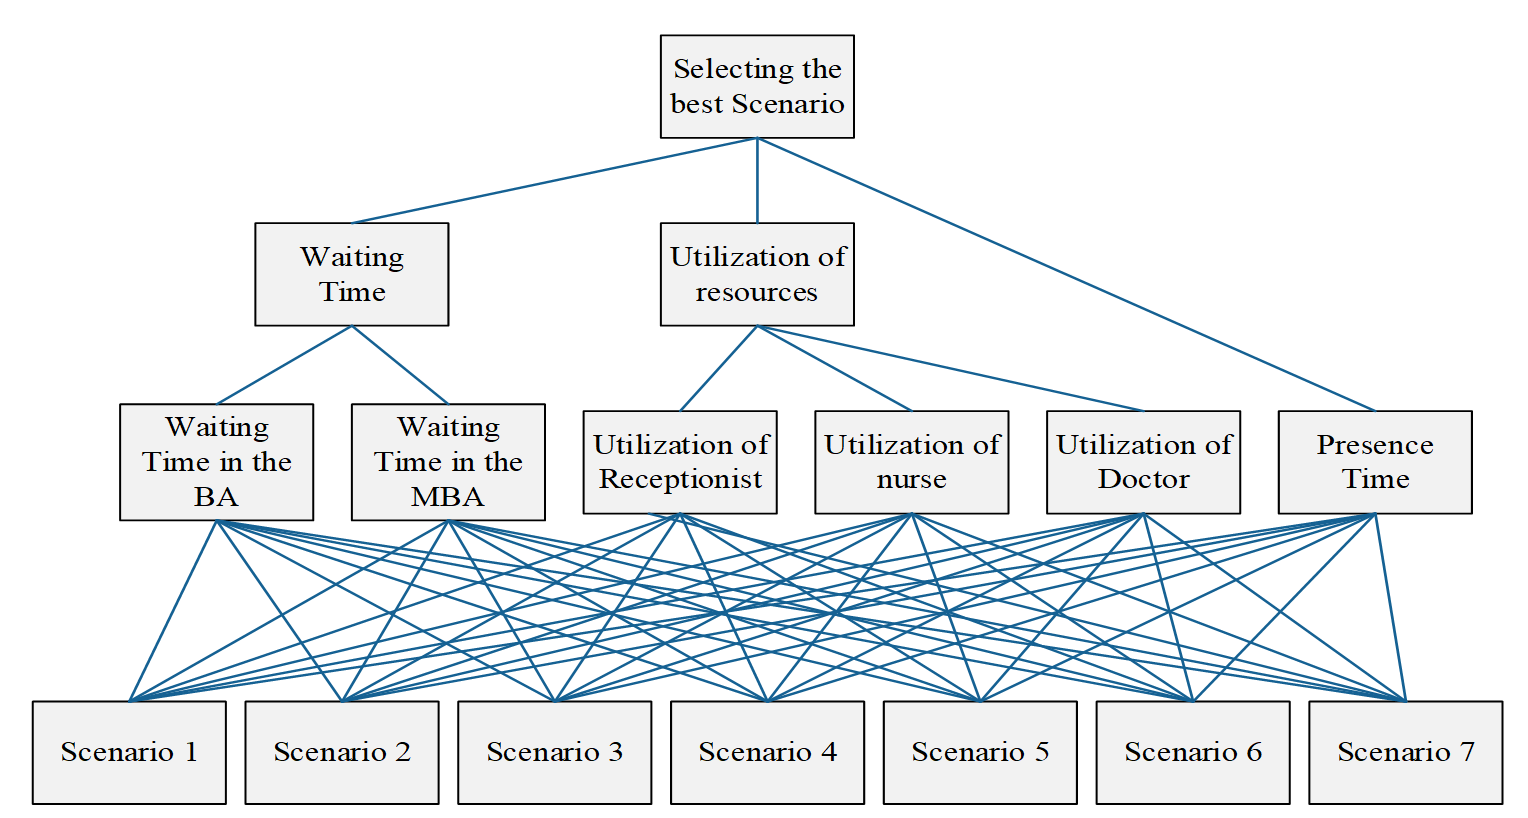 Selecting the
best Scenario
Waiting
Time
Utilization of
resources
Waiting
Time in the
BA
Waiting
Time in the
MBA
Utilization of
Receptionist
Utilization of
nurse
Utilization of
Doctor
Presence
Time
Scenario 1
Scenario 2
Scenario 3
Scenario 4
Scenario 5
Scenario 6
Scenario 7